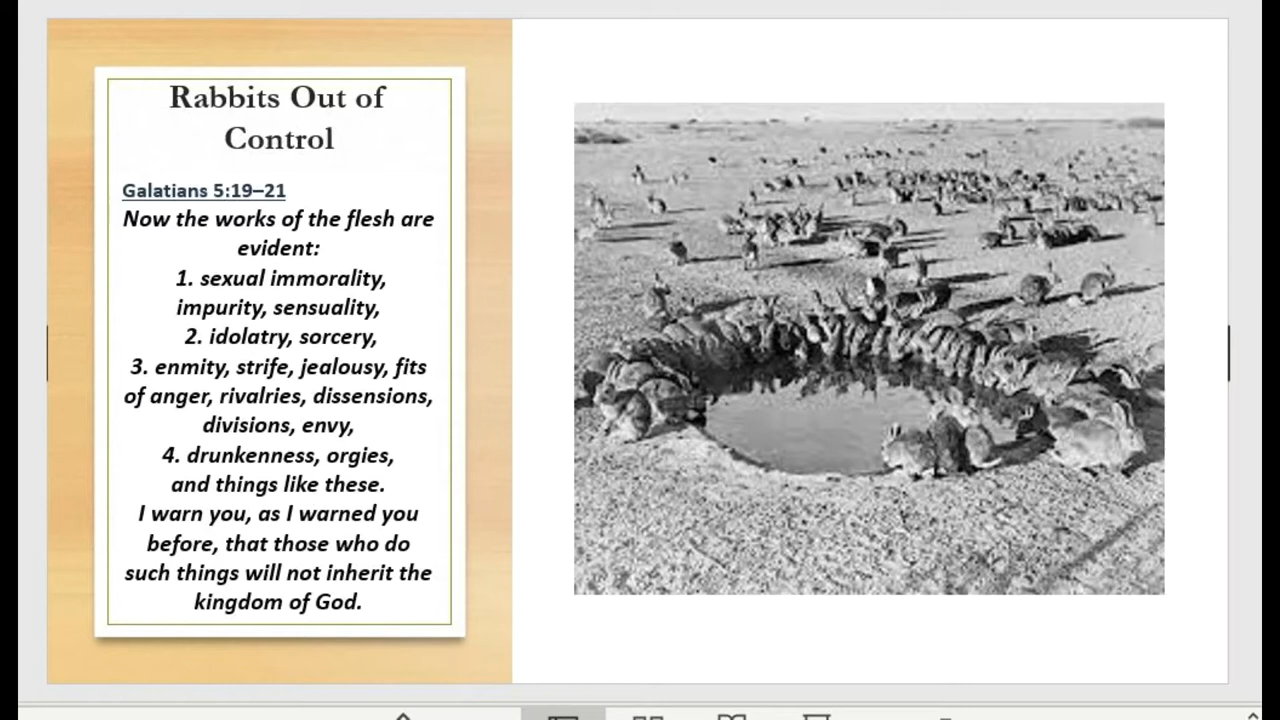 Rabbits Out of
Control
Galatians 5:19–21
Now the works of the flesh are
evident:
1. sexual immorality,
impurity, sensuality,
2. idolatry, sorcery,
3. enmity, strife, jealousy, fits
of anger, rivalries, dissensions,
divisions, envy,
4. drunkenness, orgies,
and things like these.
I warn you, as I warned you
before, that those who do
such things will not inherit the
kingdom of God.